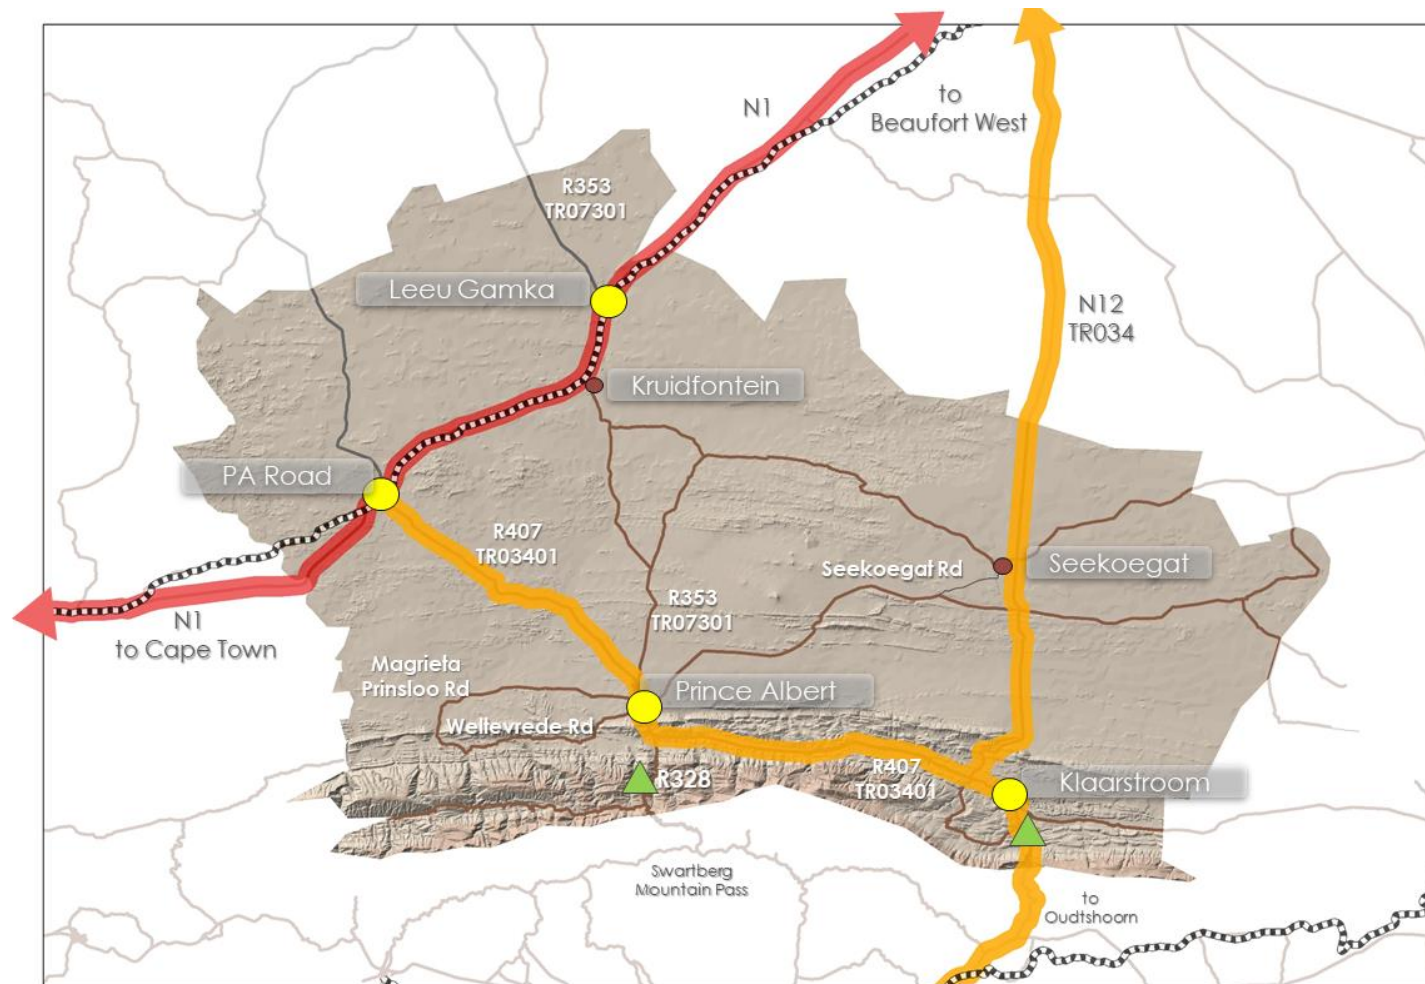 N1
to
Beaufort West
R353
TR07301
Leeu Gamka
N12
TR034
Kruidfontein
PA Road
R407
TR03401
Seekoegat Rd
Seekoegat
R353
TR07301
N1
to Cape Town
Magrieta
Prinsloo Rd
Prince Albert
Weltevrede Rd
R407
TR03401
R328
Klaarstroom
Swartberg
Mountain Pass
to
Oudtshoorn